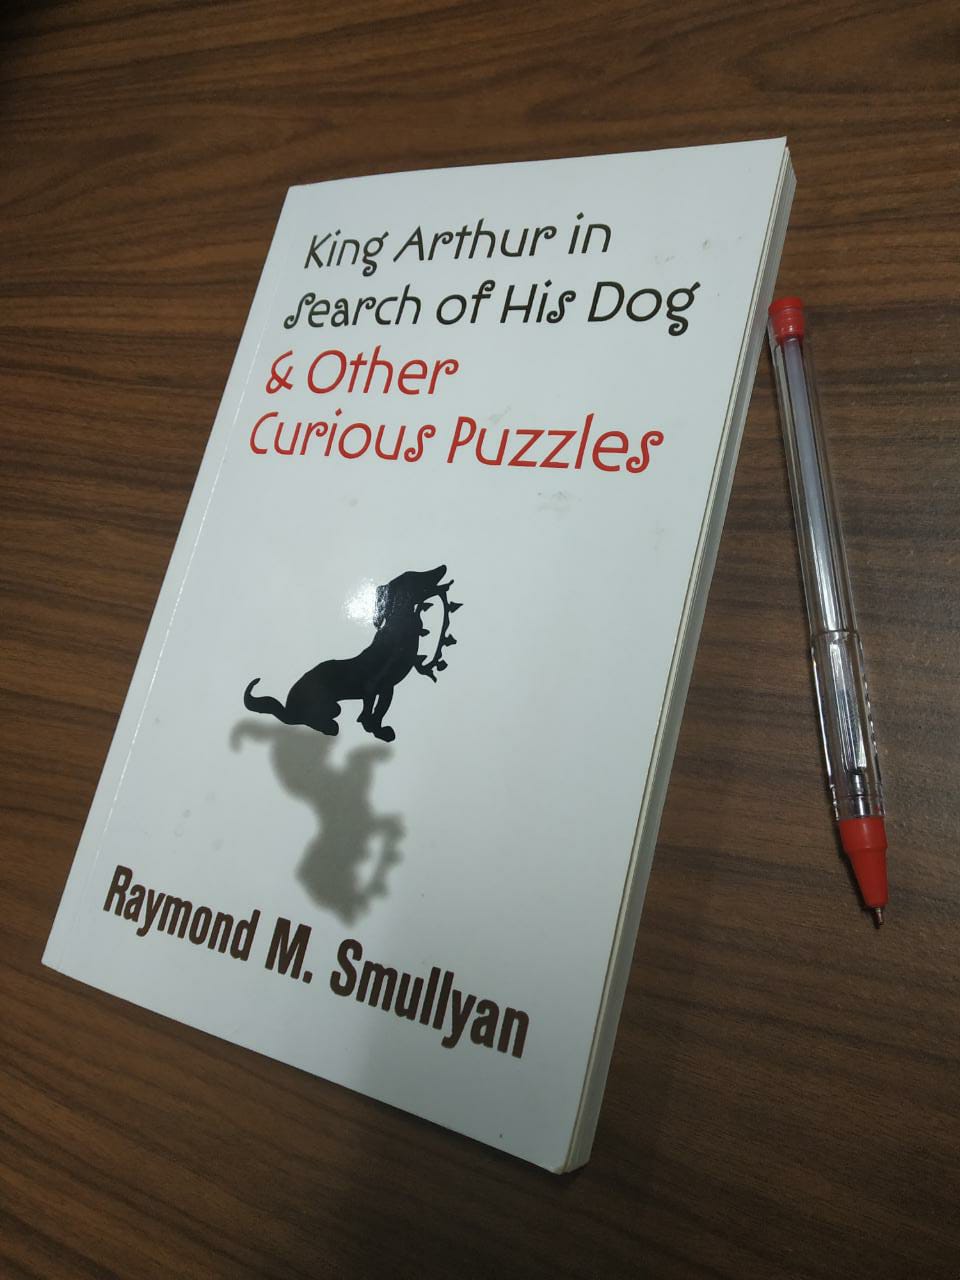 King Arthur in
Search of His Dog
& Other
Curious Puzzles
Raymond M. Smullyan